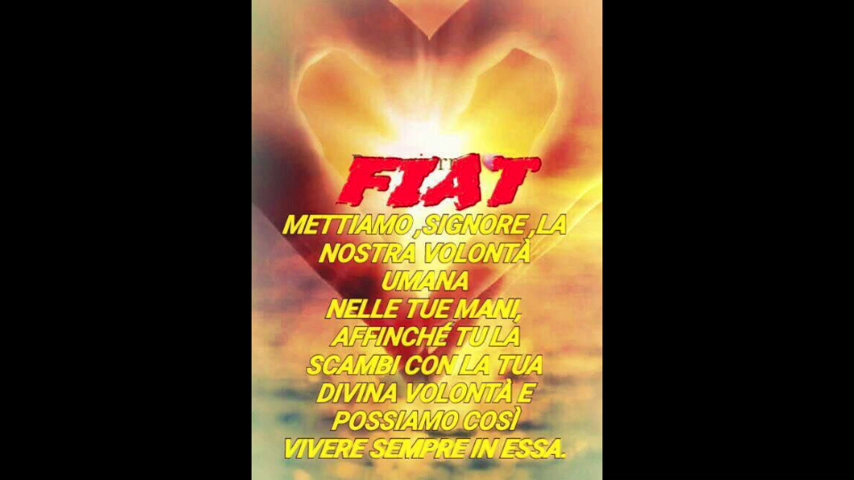 FIAT
METTIAMO ,SIGNORE ,LA
NOSTRA VOLONTÀ
UMANA
NELLE TUE MANI,
AFFINCHÉ TU LA
SCAMBI CON LA TUA
DIVINA VOLONTÀ E
POSSIAMO COSÌ
VIVERE SEMPRE IN ESSA.